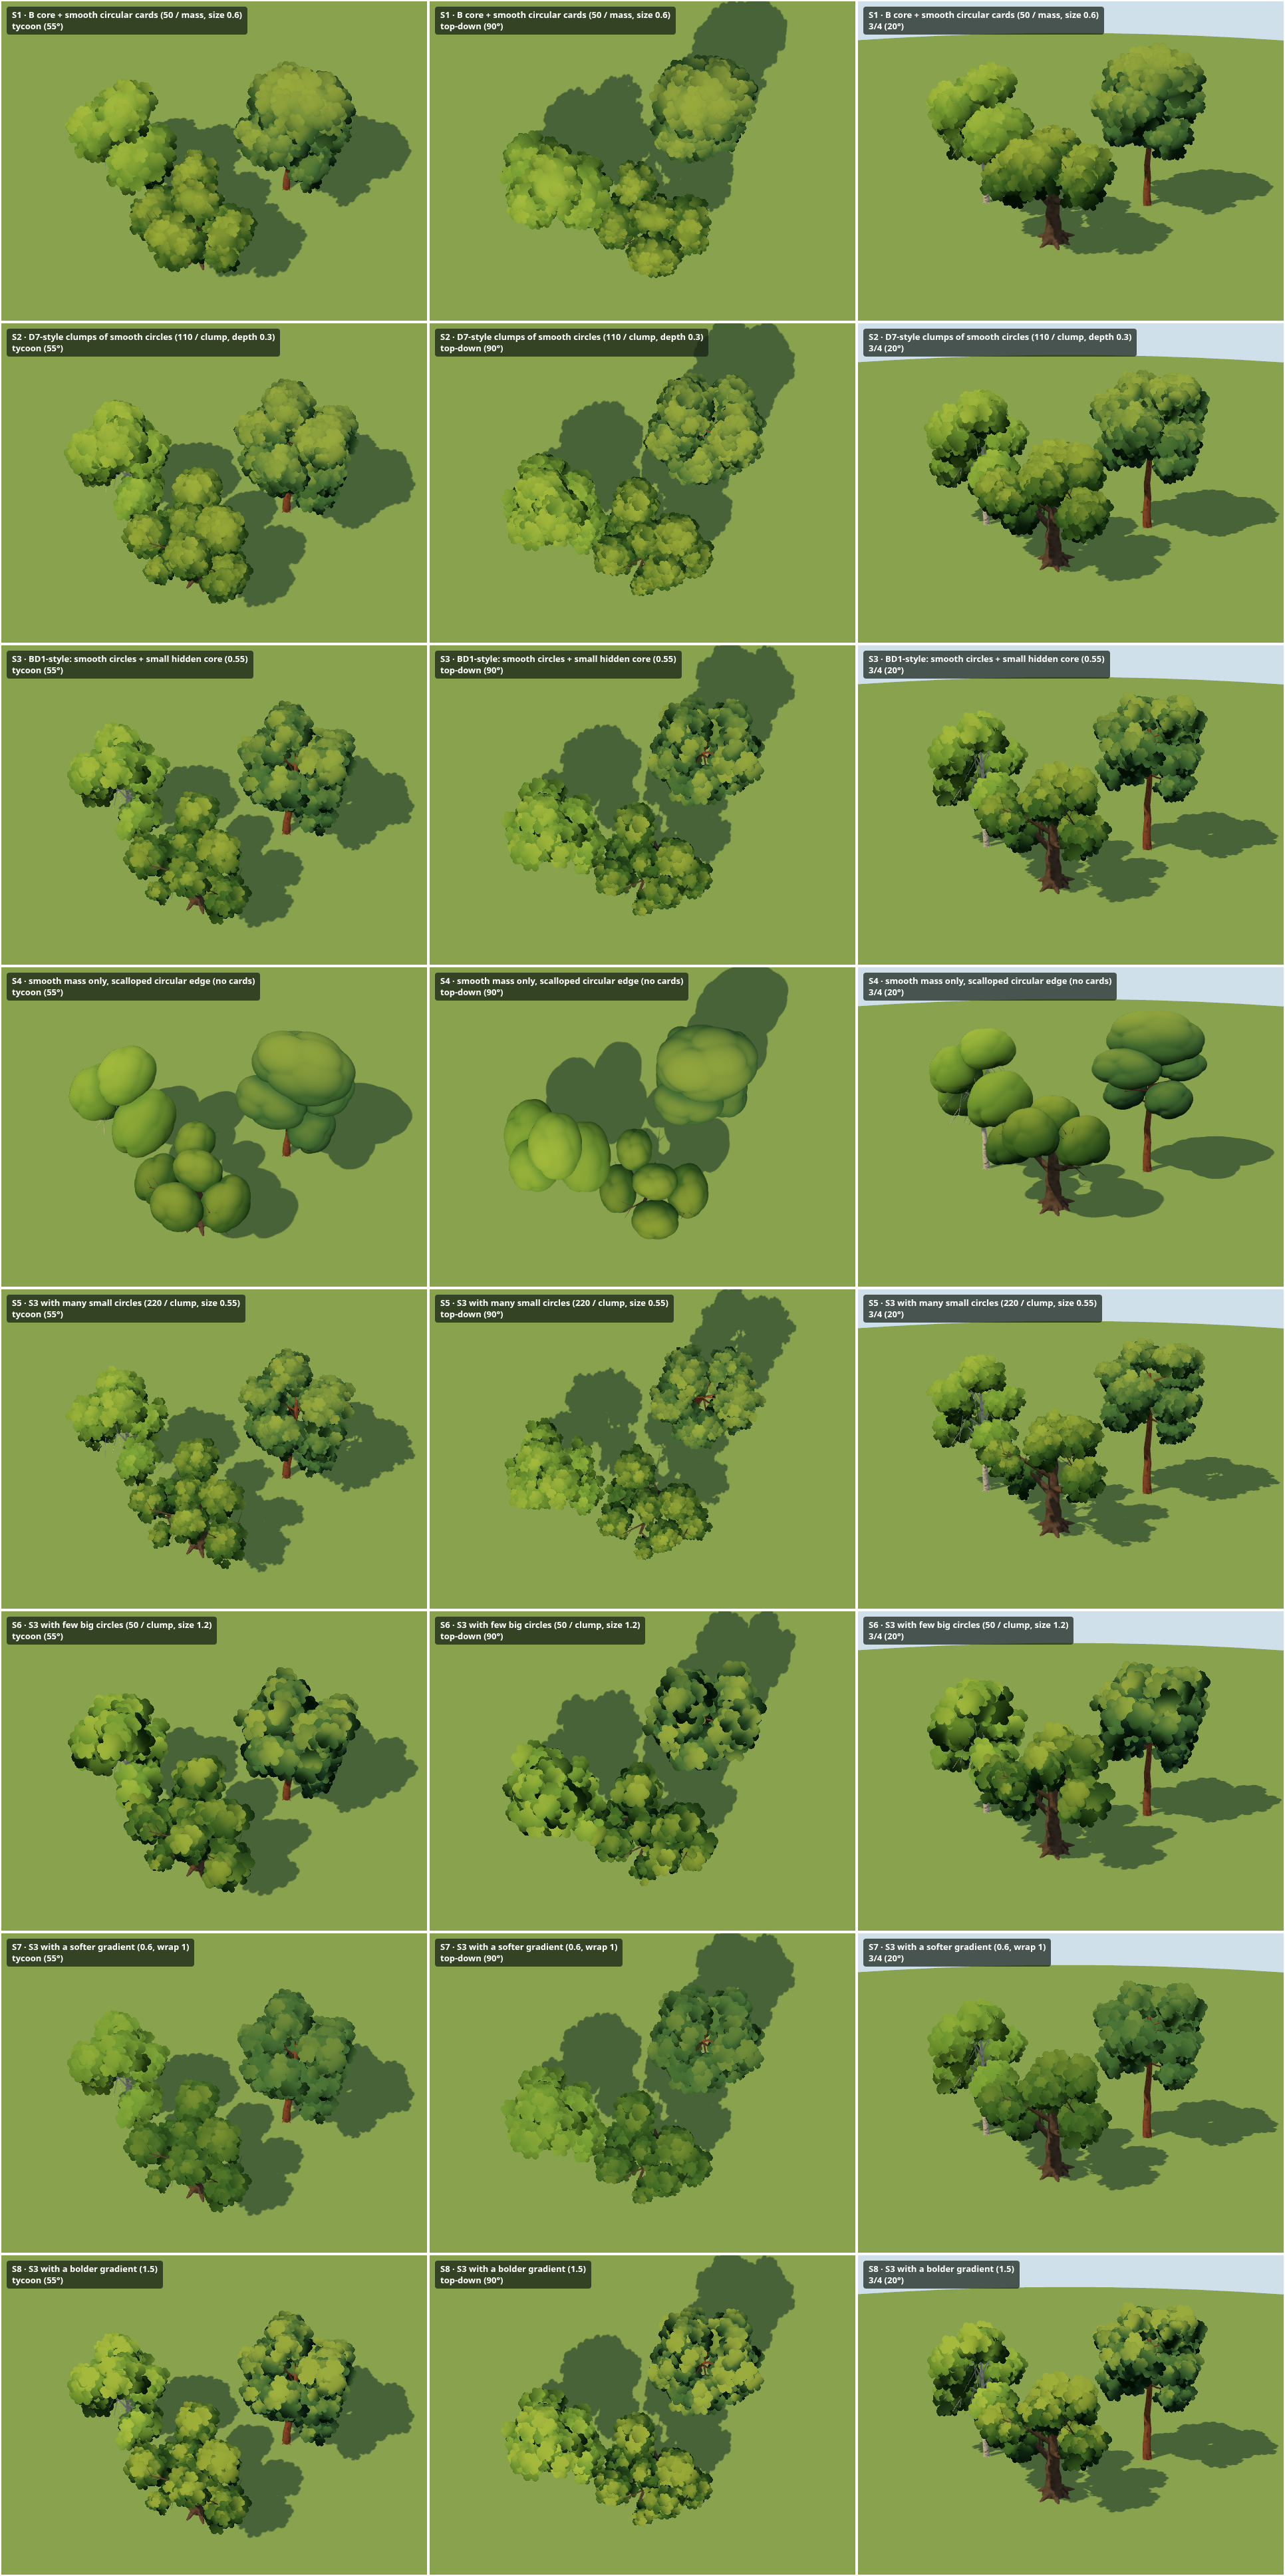 S1 · B core + smooth circular cards (50 / mass, size 0.6)
tycoon (55°)
S1 · B core + smooth circular cards (50 / mass, size 0.6)
top-down (90°)
S1 · B core + smooth circular cards (50 / mass, size 0.6)
3/4 (20°)
S2 · D7-style clumps of smooth circles (110 / clump, depth 0.3)
tycoon (55°)
S2 · D7-style clumps of smooth circles (110 / clump, depth 0.3)
top-down (90°)
S2 · D7-style clumps of smooth circles (110 / clump, depth 0.3)
3/4 (20°)
S3 · BD1-style: smooth circles + small hidden core (0.55)
tycoon (55°)
S3 · BD1-style: smooth circles + small hidden core (0.55)
top-down (90°)
S3 · BD1-style: smooth circles + small hidden core (0.55)
3/4 (20°)
S4 · smooth mass only, scalloped circular edge (no cards)
tycoon (55°)
S4 · smooth mass only, scalloped circular edge (no cards)
top-down (90°)
S4 · smooth mass only, scalloped circular edge (no cards)
3/4 (20°)
S5 · S3 with many small circles (220 / clump, size 0.55)
tycoon (55°)
S5 · S3 with many small circles (220 / clump, size 0.55)
top-down (90°)
S5 · S3 with many small circles (220 / clump, size 0.55)
3/4 (20°)
S6 · S3 with few big circles (50 / clump, size 1.2)
tycoon (55°)
S6 · S3 with few big circles (50 / clump, size 1.2)
top-down (90°)
S6 · S3 with few big circles (50 / clump, size 1.2)
3/4 (20°)
S7 · S3 with a softer gradient (0.6, wrap 1)
tycoon (55°)
S7 · S3 with a softer gradient (0.6, wrap 1)
top-down (90°)
S7 · S3 with a softer gradient (0.6, wrap 1)
3/4 (20°)
S8 · S3 with a bolder gradient (1.5)
tycoon (55°)
S8 · S3 with a bolder gradient (1.5)
top-down (90°)
S8 · S3 with a bolder gradient (1.5)
3/4 (20°)